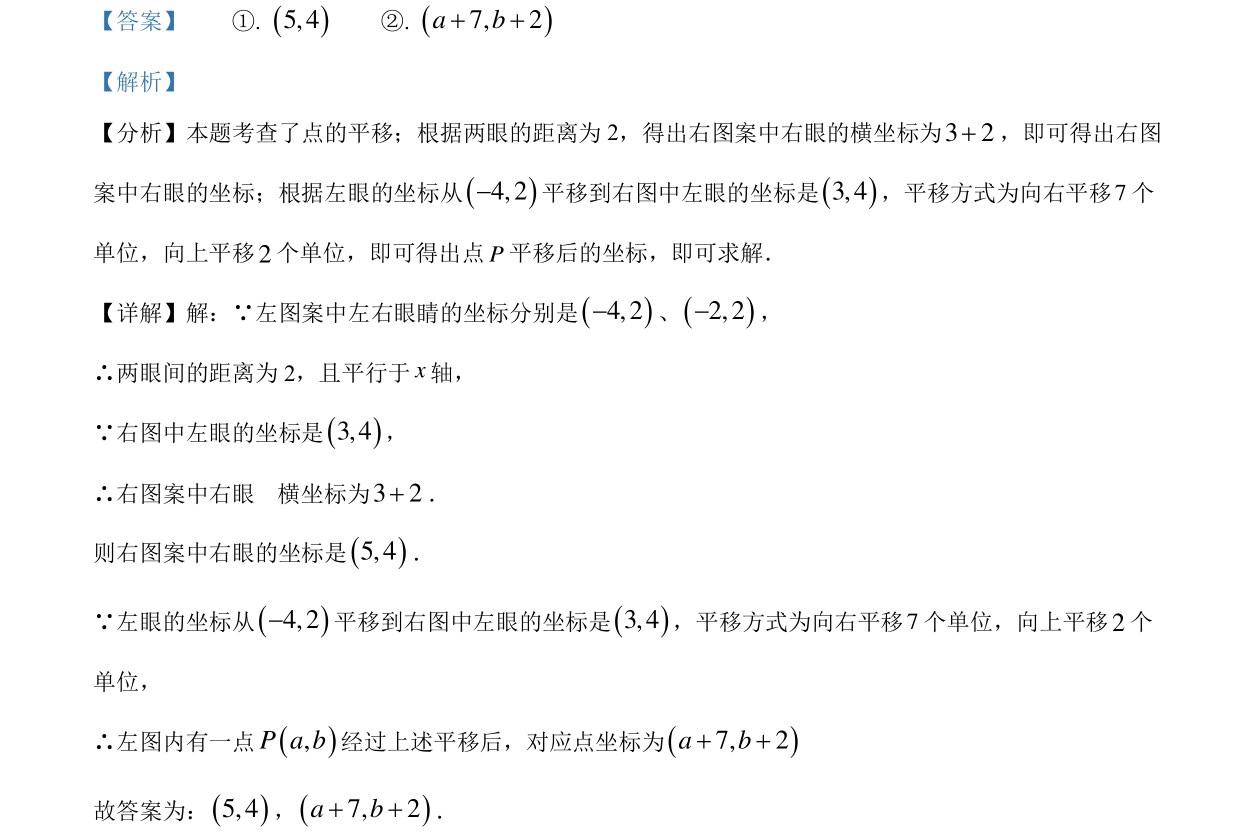 【答案】 ①. (5,4) ②. (a+7,b+2)
【解析】
【分析】本题考查了点的平移；根据两眼的距离为 2，得出右图案中右眼的横坐标为3+2，即可得出右图
案中右眼的坐标；根据左眼的坐标从(−4,2)平移到右图中左眼的坐标是(3,4)，平移方式为向右平移7个
单位，向上平移2个单位，即可得出点P平移后的坐标，即可求解．
【详解】解：∵左图案中左右眼睛的坐标分别是(−4,2)、(−2,2)，
∴两眼间的距离为 2，且平行于x轴，
∵右图中左眼的坐标是(3,4)，
∴右图案中右眼 横坐标为3+2．
则右图案中右眼的坐标是(5,4)．
∵左眼的坐标从(−4,2)平移到右图中左眼的坐标是(3,4)，平移方式为向右平移7个单位，向上平移2个
单位，
∴左图内有一点P(a,b)经过上述平移后，对应点坐标为(a+7,b+2)
故答案为：(5,4)，(a+7,b+2)．